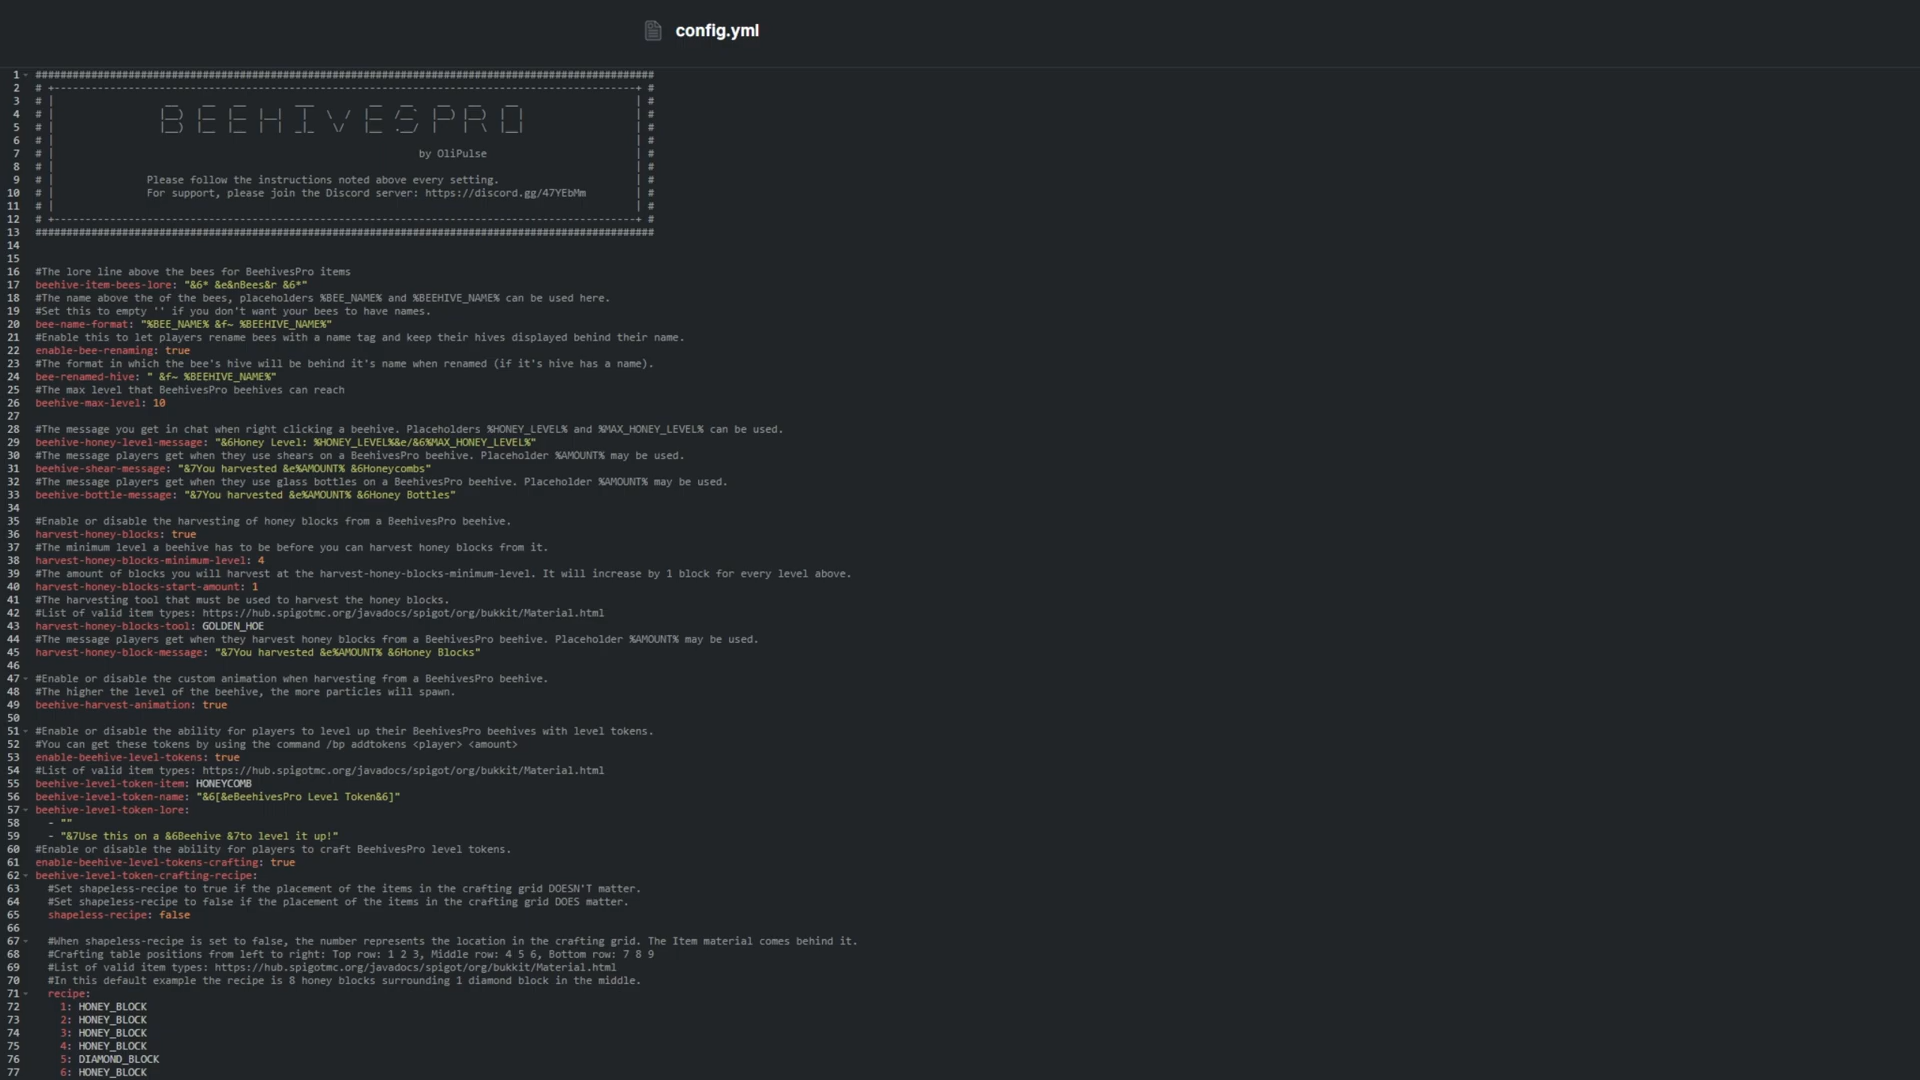 config.yml
1 ####################################################################################################
2 # +----------------------------------------------------------------------------------------------+ #
3 # | | #
4 # | BEEHIVESPRO | #
5 # | | #
6 # | | #
7 # | by OliPulse | #
8 # | | #
9 # | Please follow the instructions noted above every setting. | #
10 # | For support, please join the Discord server: https://discord.gg/47YEbMm | #
11 # | | #
12 # +----------------------------------------------------------------------------------------------+ #
13 ####################################################################################################
14
15
16 #The lore line above the bees for BeehivesPro items
17 beehive-item-bees-lore: "&6* &e&nBees&r &6*"
18 #The name above the of the bees, placeholders %BEE_NAME% and %BEEHIVE_NAME% can be used here.
19 #Set this to empty '' if you don't want your bees to have names.
20 bee-name-format: "%BEE_NAME% &f~ %BEEHIVE_NAME%"
21 #Enable this to let players rename bees with a name tag and keep their hives displayed behind their name.
22 enable-bee-renaming: true
23 #The format in which the bee's hive will be behind it's name when renamed (if it's hive has a name).
24 bee-renamed-hive: " &f~ %BEEHIVE_NAME%"
25 #The max level that BeehivesPro beehives can reach
26 beehive-max-level: 10
27
28 #The message you get in chat when right clicking a beehive. Placeholders %HONEY_LEVEL% and %MAX_HONEY_LEVEL% can be used.
29 beehive-honey-level-message: "&6Honey Level: %HONEY_LEVEL%&e/&6%MAX_HONEY_LEVEL%"
30 #The message players get when they use shears on a BeehivesPro beehive. Placeholder %AMOUNT% may be used.
31 beehive-shear-message: "&7You harvested &e%AMOUNT% &6Honeycombs"
32 #The message players get when they use glass bottles on a BeehivesPro beehive. Placeholder %AMOUNT% may be used.
33 beehive-bottle-message: "&7You harvested &e%AMOUNT% &6Honey Bottles"
34
35 #Enable or disable the harvesting of honey blocks from a BeehivesPro beehive.
36 harvest-honey-blocks: true
37 #The minimum level a beehive has to be before you can harvest honey blocks from it.
38 harvest-honey-blocks-minimum-level: 4
39 #The amount of blocks you will harvest at the harvest-honey-blocks-minimum-level. It will increase by 1 block for every level above.
40 harvest-honey-blocks-start-amount: 1
41 #The harvesting tool that must be used to harvest the honey blocks.
42 #List of valid item types: https://hub.spigotmc.org/javadocs/spigot/org/bukkit/Material.html
43 harvest-honey-blocks-tool: GOLDEN_HOE
44 #The message players get when they harvest honey blocks from a BeehivesPro beehive. Placeholder %AMOUNT% may be used.
45 harvest-honey-block-message: "&7You harvested &e%AMOUNT% &6Honey Blocks"
46
47 #Enable or disable the custom animation when harvesting from a BeehivesPro beehive.
48 #The higher the level of the beehive, the more particles will spawn.
49 beehive-harvest-animation: true
50
51 #Enable or disable the ability for players to level up their BeehivesPro beehives with level tokens.
52 #You can get these tokens by using the command /bp addtokens <player> <amount>
53 enable-beehive-level-tokens: true
54 #List of valid item types: https://hub.spigotmc.org/javadocs/spigot/org/bukkit/Material.html
55 beehive-level-token-item: HONEYCOMB
56 beehive-level-token-name: "&6[&eBeehivesPro Level Token&6]"
57 beehive-level-token-lore:
58 - ""
59 - "&7Use this on a &6Beehive &7to level it up!"
60 #Enable or disable the ability for players to craft BeehivesPro level tokens.
61 enable-beehive-level-tokens-crafting: true
62 beehive-level-token-crafting-recipe:
63 #Set shapeless-recipe to true if the placement of the items in the crafting grid DOESN'T matter.
64 #Set shapeless-recipe to false if the placement of the items in the crafting grid DOES matter.
65 shapeless-recipe: false
66
67 #When shapeless-recipe is set to false, the number represents the location in the crafting grid. The Item material comes behind it.
68 #Crafting table positions from left to right: Top row: 1 2 3, Middle row: 4 5 6, Bottom row: 7 8 9
69 #List of valid item types: https://hub.spigotmc.org/javadocs/spigot/org/bukkit/Material.html
70 #In this default example the recipe is 8 honey blocks surrounding 1 diamond block in the middle.
71 recipe:
72 1: HONEY_BLOCK
73 2: HONEY_BLOCK
74 3: HONEY_BLOCK
75 4: HONEY_BLOCK
76 5: DIAMOND_BLOCK
77 6: HONEY_BLOCK